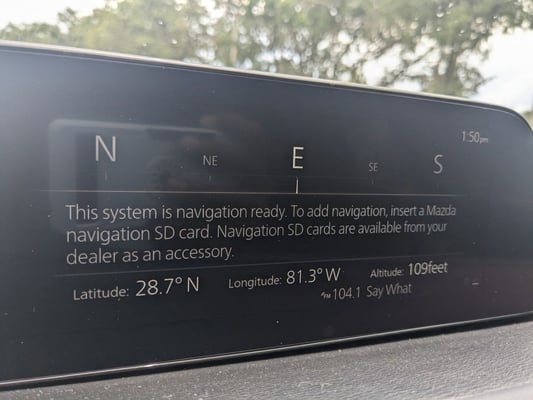 1:50pm
N NE E SE S
This system is navigation ready. To add navigation, insert a Mazda
navigation SD card. Navigation SD cards are available from your
dealer as an accessory.
Latitude: 28.7° N Longitude: 81.3° W Altitude: 109feet
FM 104.1 Say What